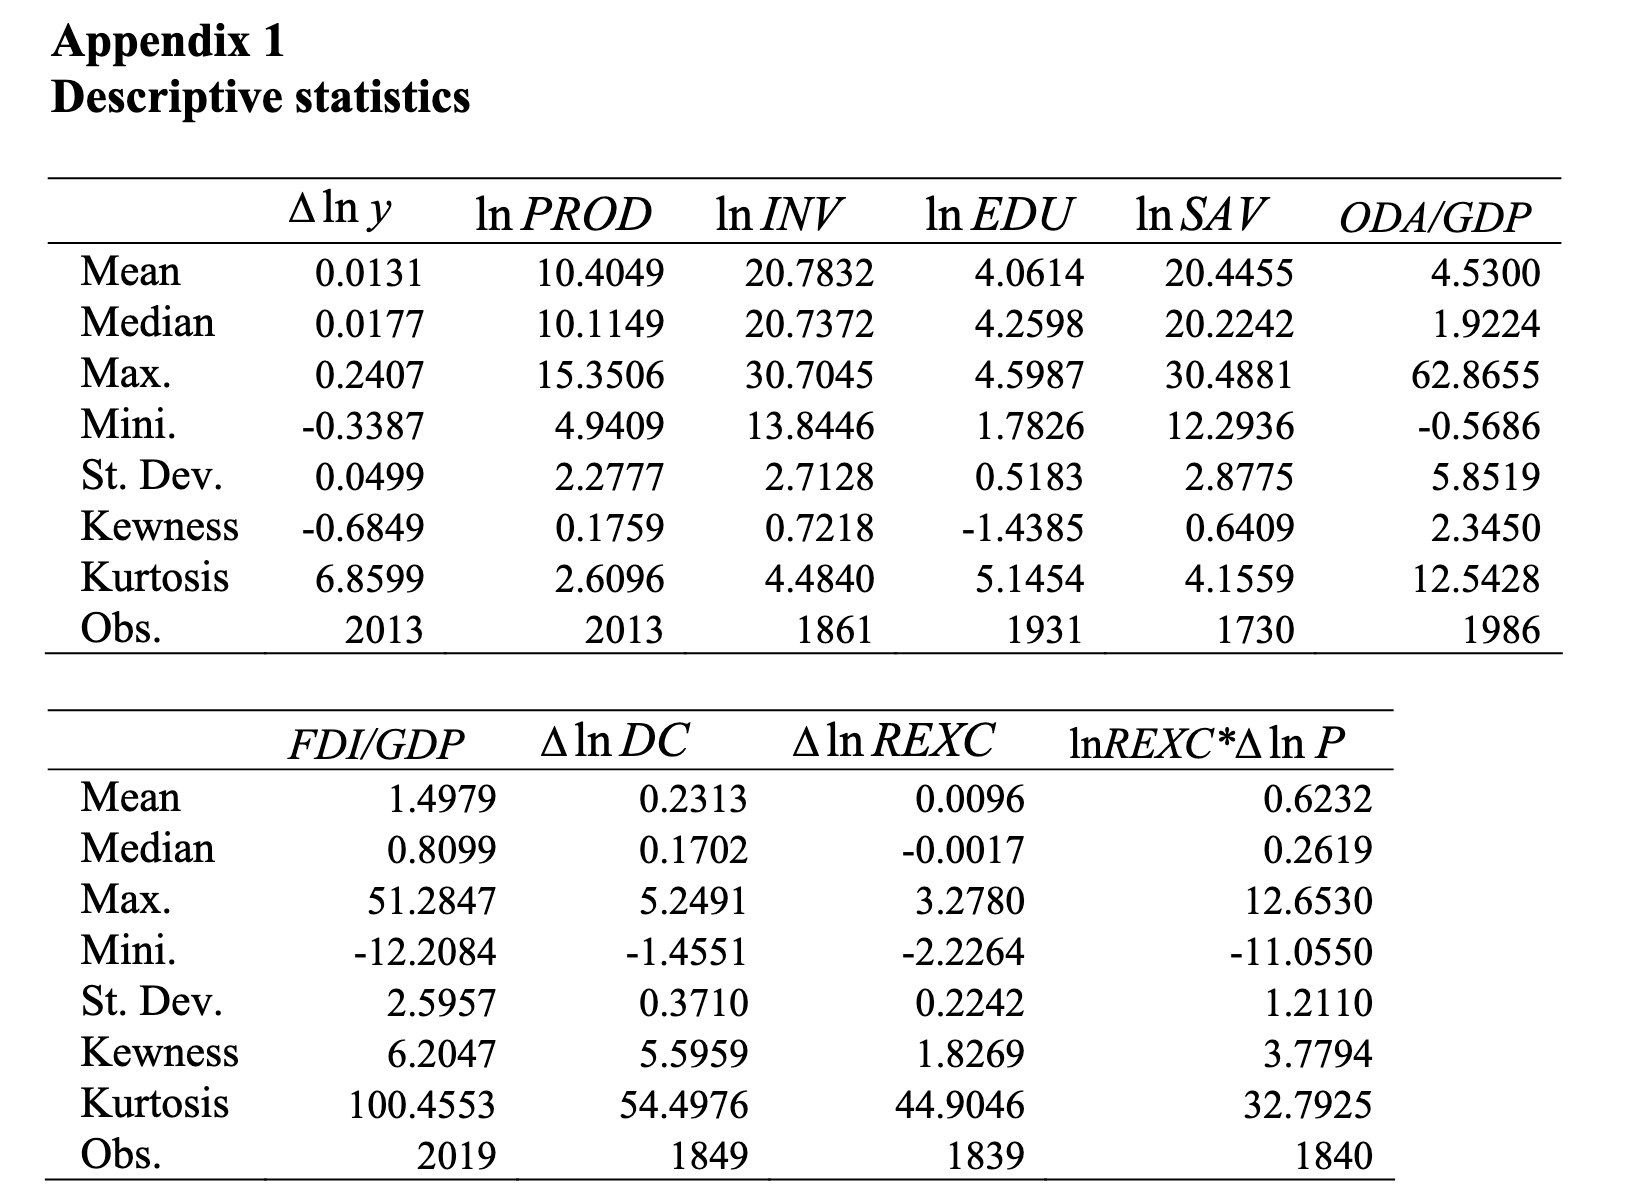 Appendix 1
Descriptive statistics
Δ ln y ln PROD ln INV ln EDU ln SAV ODA/GDP
Mean 0.0131 10.4049 20.7832 4.0614 20.4455 4.5300
Median 0.0177 10.1149 20.7372 4.2598 20.2242 1.9224
Max. 0.2407 15.3506 30.7045 4.5987 30.4881 62.8655
Mini. -0.3387 4.9409 13.8446 1.7826 12.2936 -0.5686
St. Dev. 0.0499 2.2777 2.7128 0.5183 2.8775 5.8519
Kewness -0.6849 0.1759 0.7218 -1.4385 0.6409 2.3450
Kurtosis 6.8599 2.6096 4.4840 5.1454 4.1559 12.5428
Obs. 2013 2013 1861 1931 1730 1986
FDI/GDP Δ ln DC Δ ln REXC lnREXC*Δ ln P
Mean 1.4979 0.2313 0.0096 0.6232
Median 0.8099 0.1702 -0.0017 0.2619
Max. 51.2847 5.2491 3.2780 12.6530
Mini. -12.2084 -1.4551 -2.2264 -11.0550
St. Dev. 2.5957 0.3710 0.2242 1.2110
Kewness 6.2047 5.5959 1.8269 3.7794
Kurtosis 100.4553 54.4976 44.9046 32.7925
Obs. 2019 1849 1839 1840